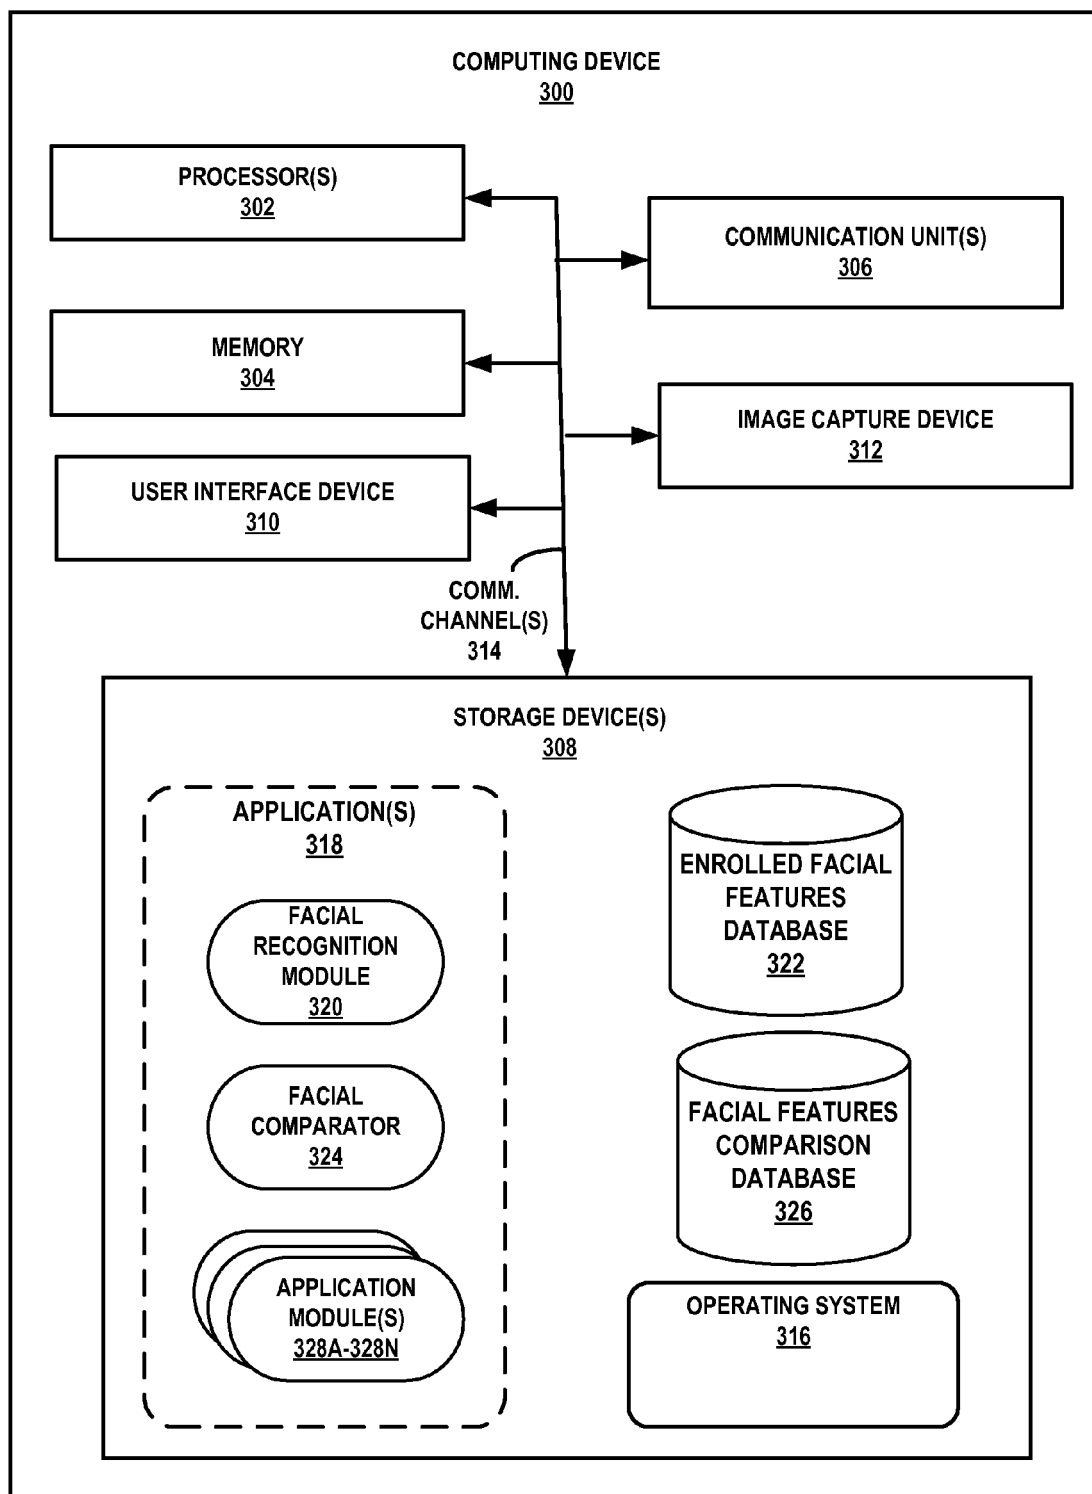 COMPUTING DEVICE
300
PROCESSOR(S)
302
COMMUNICATION UNIT(S)
306
MEMORY
304
IMAGE CAPTURE DEVICE
312
USER INTERFACE DEVICE
310
COMM.
CHANNEL(S)
314
STORAGE DEVICE(S)
308
APPLICATION(S)
318
FACIAL
RECOGNITION
MODULE
320
FACIAL
COMPARATOR
324
APPLICATION
MODULE(S)
328A-328N
ENROLLED FACIAL
FEATURES
DATABASE
322
FACIAL FEATURES
COMPARISON
DATABASE
326
OPERATING SYSTEM
316